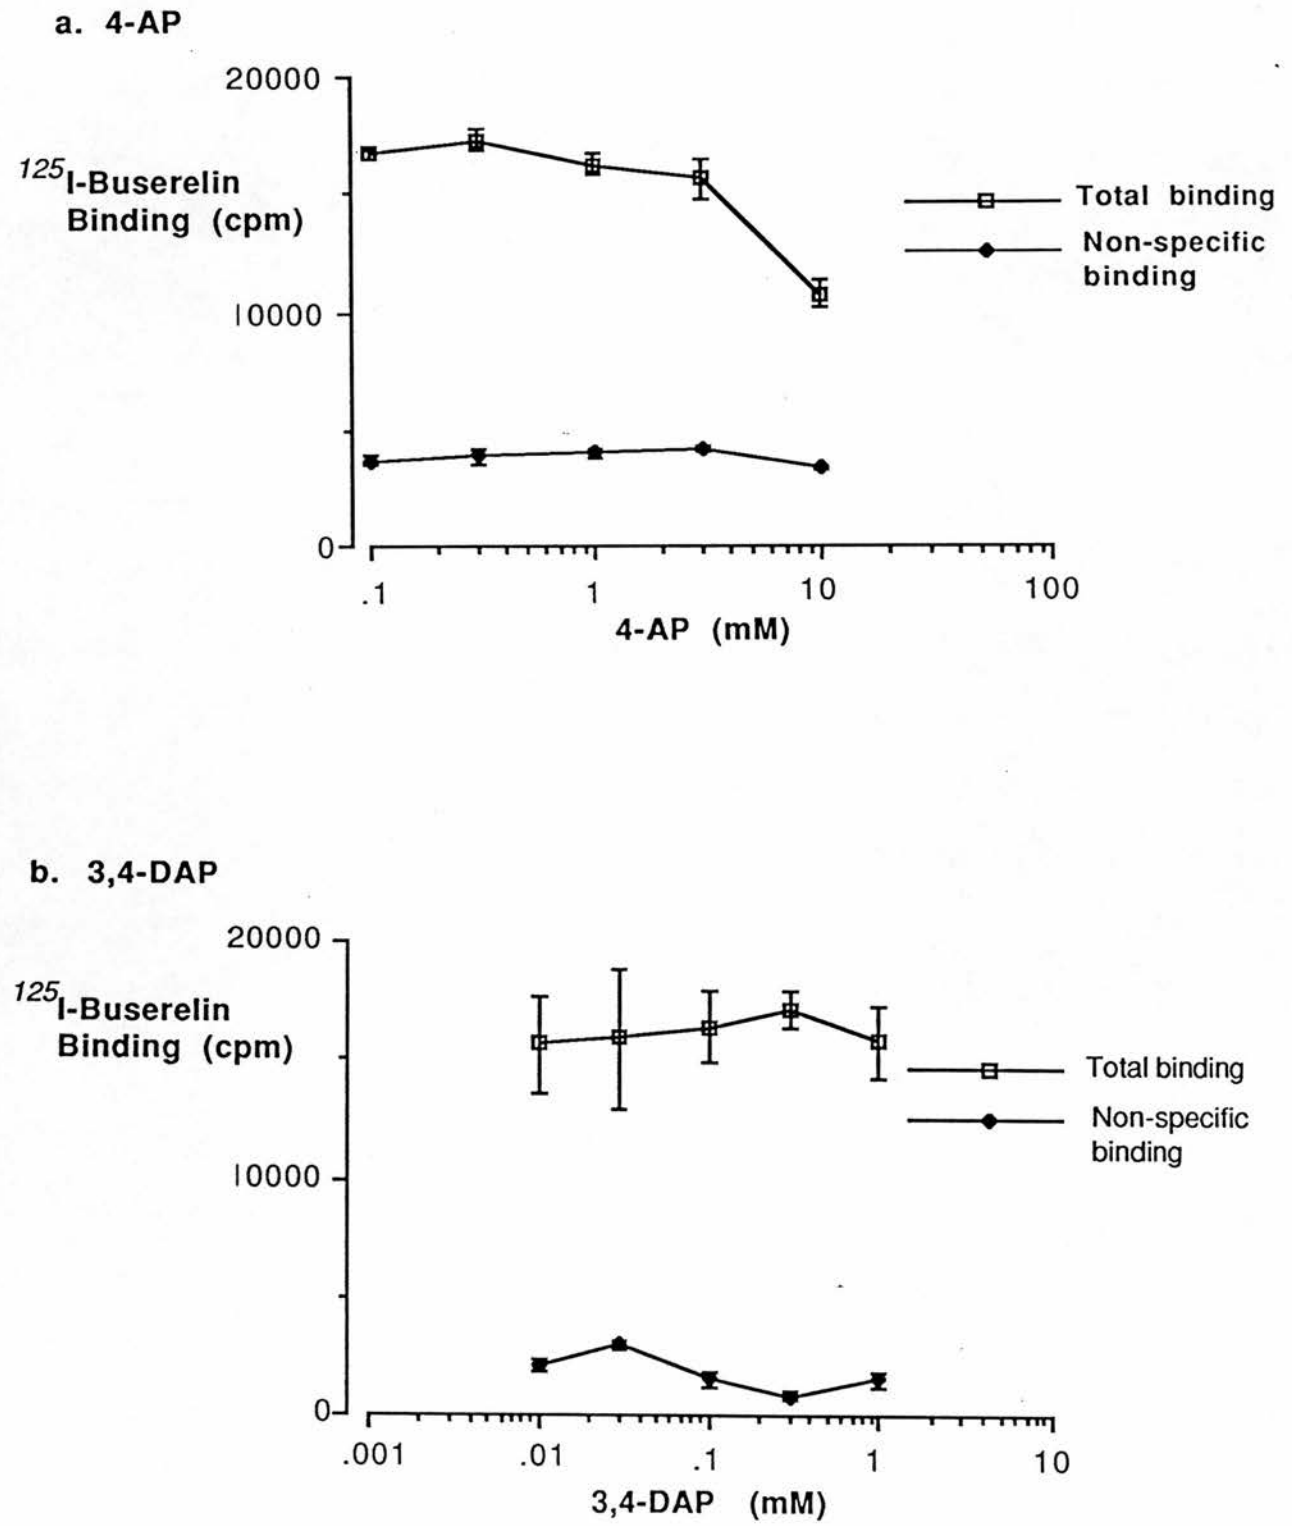 a. 4-AP
20000
125I-Buserelin
Binding (cpm)
10000
0
.1 1 10 100
4-AP (mM)
Total binding
Non-specific
binding
b. 3,4-DAP
20000
125I-Buserelin
Binding (cpm)
10000
0
.001 .01 .1 1 10
3,4-DAP (mM)
Total binding
Non-specific
binding